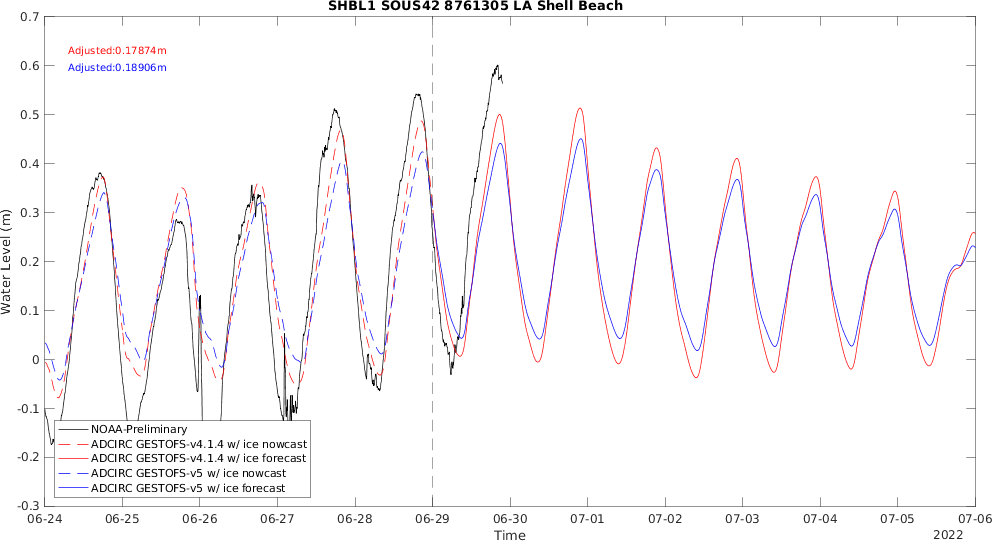 SHBL1 SOUS42 8761305 LA Shell Beach
0.7
0.6
0.5
0.4
0.3
0.2
0.1
0
-0.1
-0.2
-0.3
Water Level (m)
Adjusted:0.17874m
Adjusted:0.18906m
NOAA-Preliminary
ADCIRC GESTOFS-v4.1.4 w/ ice nowcast
ADCIRC GESTOFS-v4.1.4 w/ ice forecast
ADCIRC GESTOFS-v5 w/ ice nowcast
ADCIRC GESTOFS-v5 w/ ice forecast
06-24 06-25 06-26 06-27 06-28 06-29 06-30 07-01 07-02 07-03 07-04 07-05 07-06
Time
2022